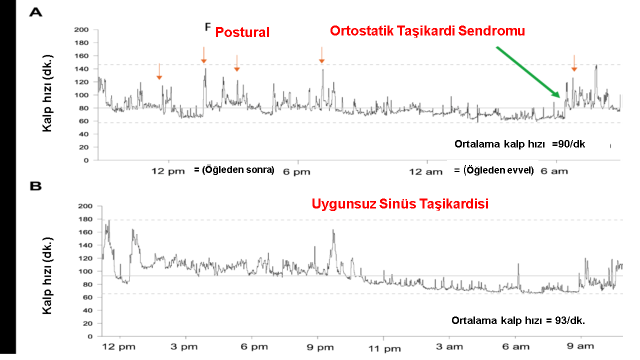 A
F Postural Ortostatik Taşikardi Sendromu
Kalp hızı (dk.)
200
180
160
140
120
100
80
60
40
20
0
Ortalama kalp hızı =90/dk
12 pm = (Öğleden sonra) 6 pm 12 am = (Öğleden evvel) 6 am
B
Uygunsuz Sinüs Taşikardisi
Kalp hızı (dk.)
200
180
160
140
120
100
80
60
40
20
0
Ortalama kalp hızı = 93/dk.
12 pm 3 pm 6 pm 9 pm 11 pm 3 am 6 am 9 am